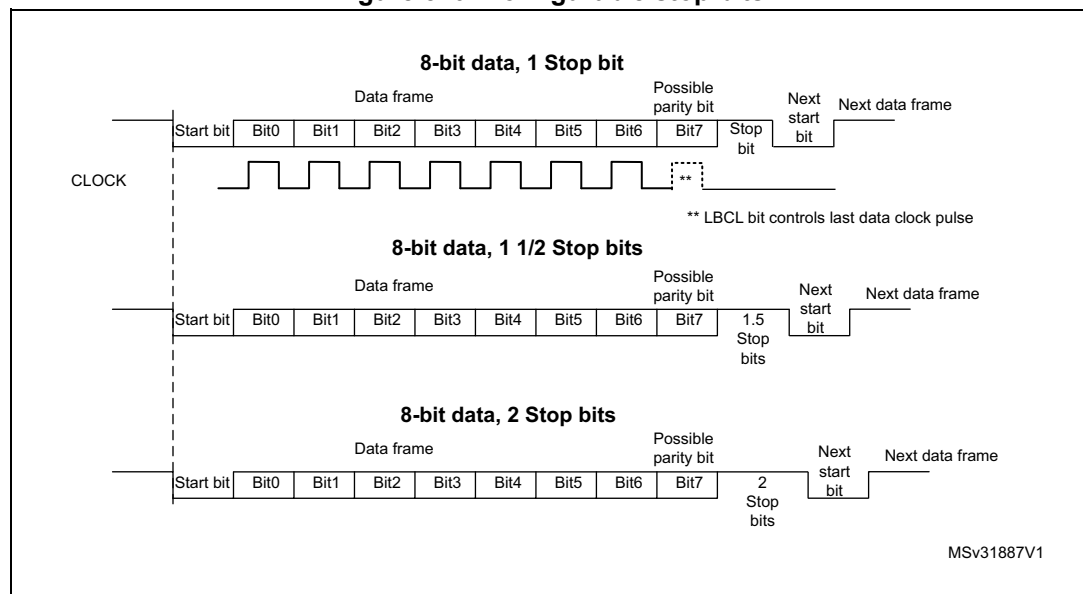 8-bit data, 1 Stop bit
Data frame
Possible
parity bit
Next
start
bit
Next data frame
Start bit Bit0 Bit1 Bit2 Bit3 Bit4 Bit5 Bit6 Bit7 Stop
bit
CLOCK
**
** LBCL bit controls last data clock pulse
8-bit data, 1 1/2 Stop bits
Data frame
Possible
parity bit
Next
start
bit
Next data frame
Start bit Bit0 Bit1 Bit2 Bit3 Bit4 Bit5 Bit6 Bit7 1.5
Stop
bits
8-bit data, 2 Stop bits
Data frame
Possible
parity bit
Next
start
bit
Next data frame
Start bit Bit0 Bit1 Bit2 Bit3 Bit4 Bit5 Bit6 Bit7 2
Stop
bits
MSv31887V1